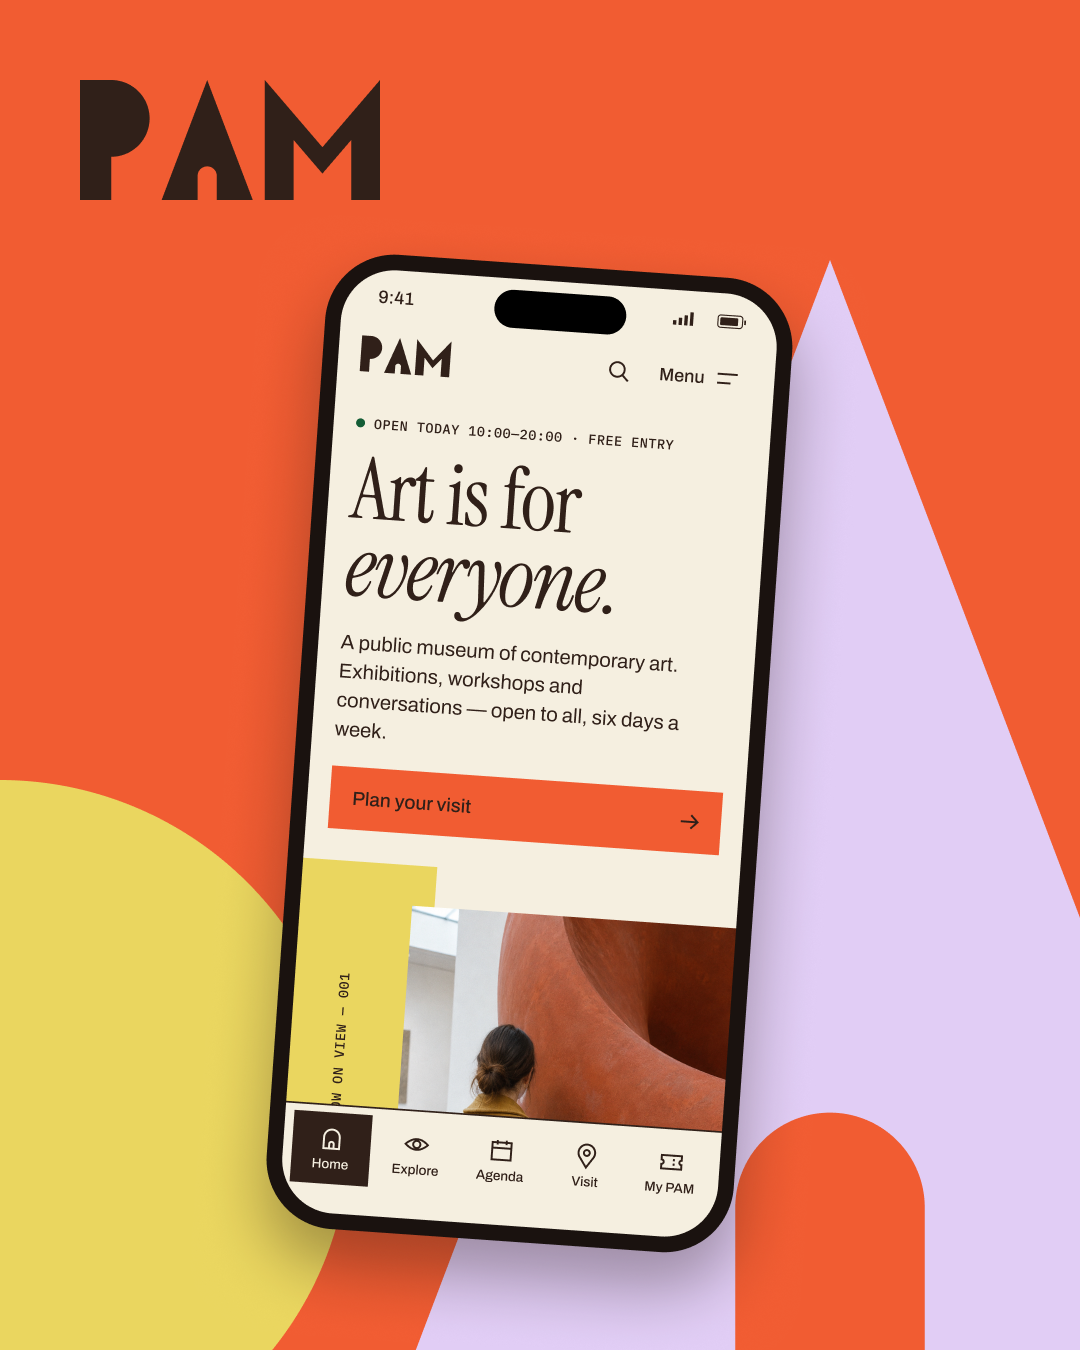 PAM
9:41
PAM
Menu
OPEN TODAY 10:00—20:00 · FREE ENTRY
Art is for
everyone.
A public museum of contemporary art.
Exhibitions, workshops and
conversations — open to all, six days a
week.
Plan your visit
ON VIEW — 001
Home
Explore
Agenda
Visit
My PAM